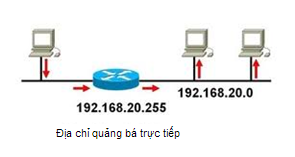 192.168.20.0
192.168.20.255
Địa chỉ quảng bá trực tiếp